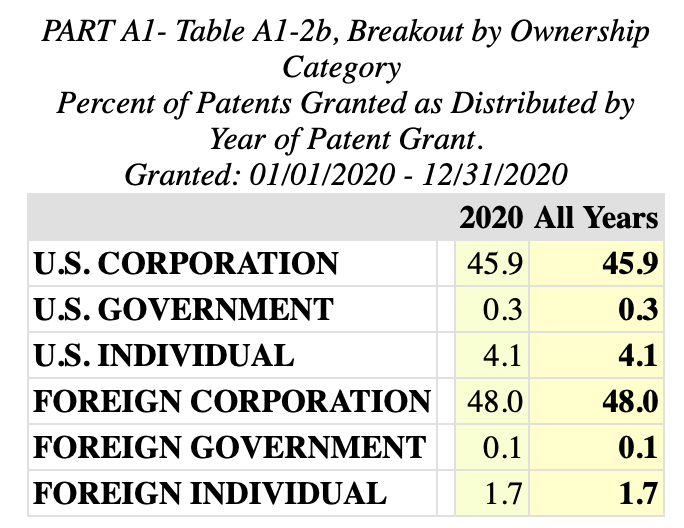 PART A1- Table A1-2b, Breakout by Ownership
Category
Percent of Patents Granted as Distributed by
Year of Patent Grant.
Granted: 01/01/2020 - 12/31/2020
2020 All Years
U.S. CORPORATION 45.9 45.9
U.S. GOVERNMENT 0.3 0.3
U.S. INDIVIDUAL 4.1 4.1
FOREIGN CORPORATION 48.0 48.0
FOREIGN GOVERNMENT 0.1 0.1
FOREIGN INDIVIDUAL 1.7 1.7